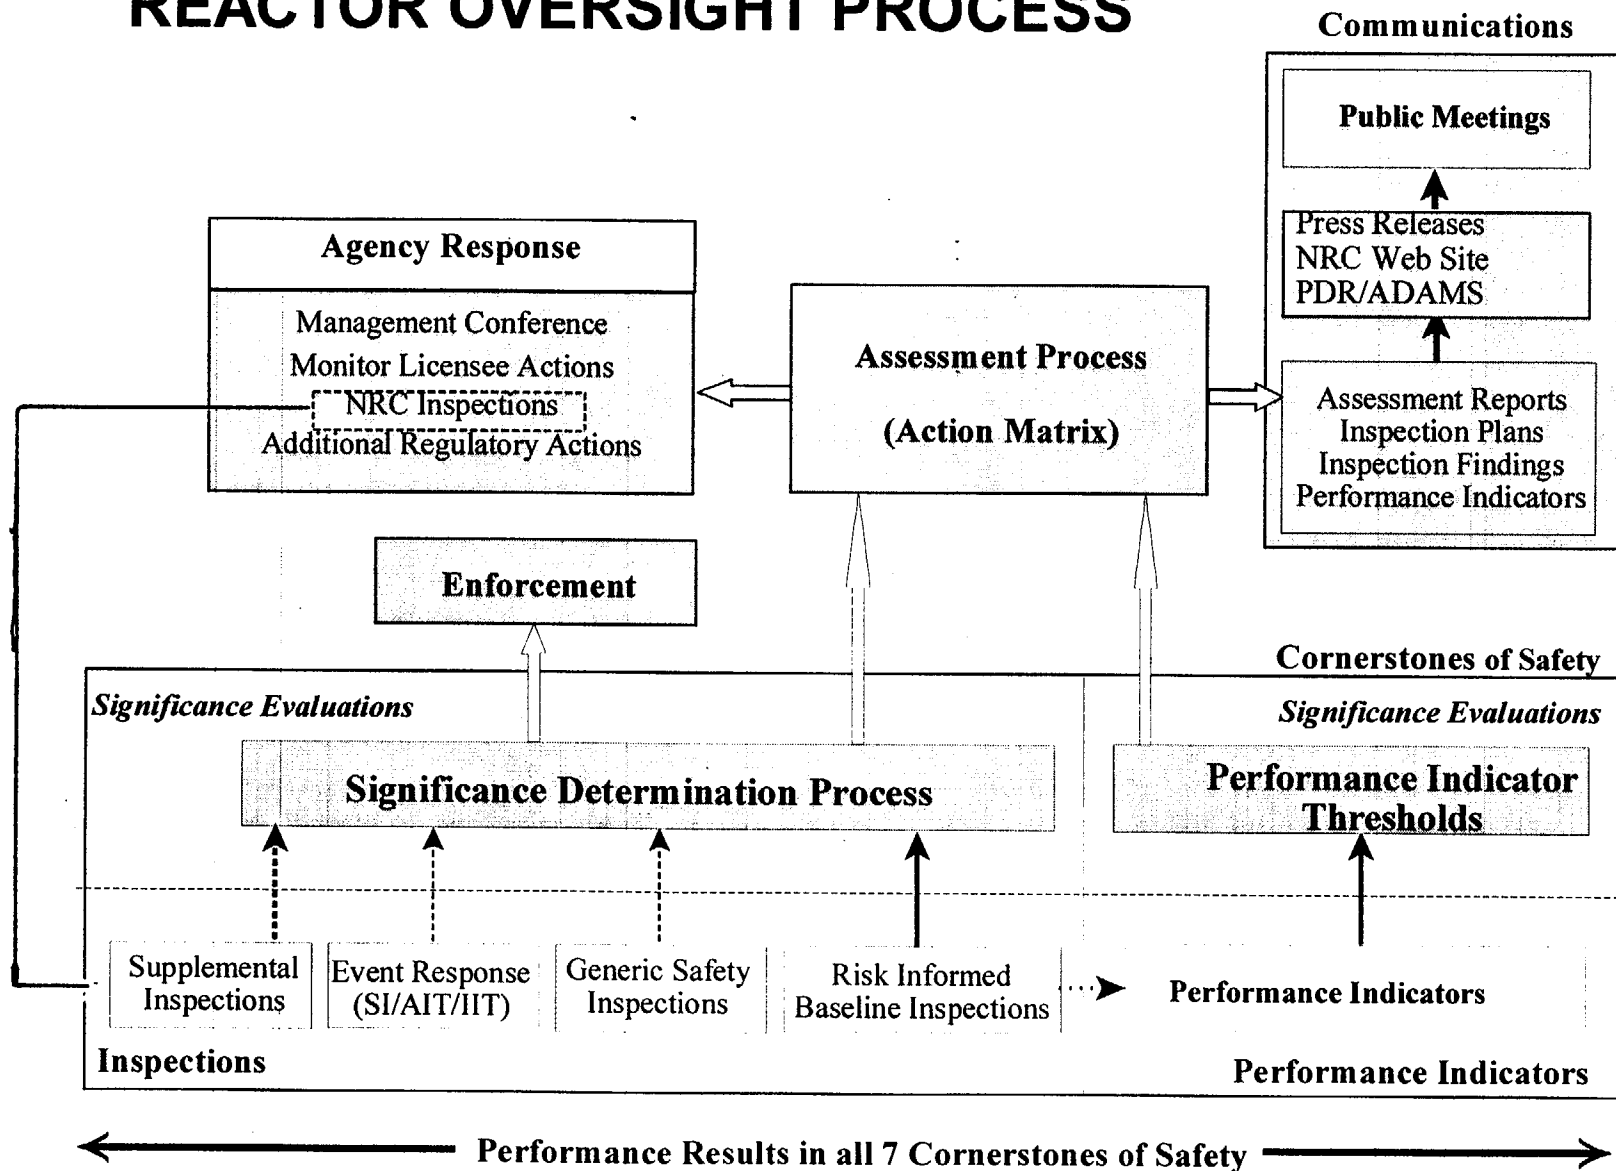 REACTOR OVERSIGHT PROCESS
Communications
Public Meetings
Press Releases
NRC Web Site
PDR/ADAMS
Assessment Reports
Inspection Plans
Inspection Findings
Performance Indicators
Agency Response
Management Conference
Monitor Licensee Actions
NRC Inspections
Additional Regulatory Actions
Assessment Process
(Action Matrix)
Enforcement
Cornerstones of Safety
Significance Evaluations
Significance Evaluations
Significance Determination Process
Performance Indicator
Thresholds
Supplemental
Inspections
Event Response
(SI/AIT/IIT)
Generic Safety
Inspections
Risk Informed
Baseline Inspections
Performance Indicators
Inspections
Performance Indicators
Performance Results in all 7 Cornerstones of Safety